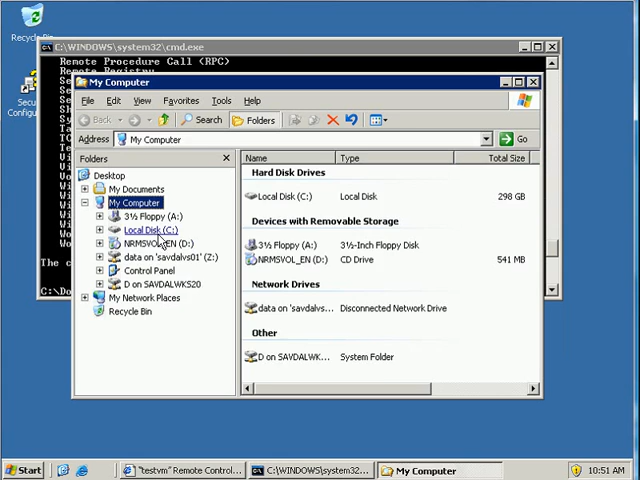 Recycle Bin
C:\WINDOWS\system32\cmd.exe
Remote Procedure Call (RPC)
Remote Registry
My Computer
File Edit View Favorites Tools Help
Back Search Folders
Address My Computer Go
Folders
Name Type Total Size
Desktop
My Documents
My Computer
3½ Floppy (A:)
Local Disk (C:)
NRMSVOL_EN (D:)
data on 'savdalvs01' (Z:)
Control Panel
D on SAVDALWKS20
My Network Places
Recycle Bin
Hard Disk Drives
Local Disk (C:) Local Disk 298 GB
Devices with Removable Storage
3½ Floppy (A:) 3½-Inch Floppy Disk
NRMSVOL_EN (D:) CD Drive 541 MB
Network Drives
data on 'savdalvs... Disconnected Network Drive
Other
D on SAVDALWK... System Folder
The c
C:\Do
Start "testvm" Remote Control... C:\WINDOWS\system32... My Computer 10:51 AM